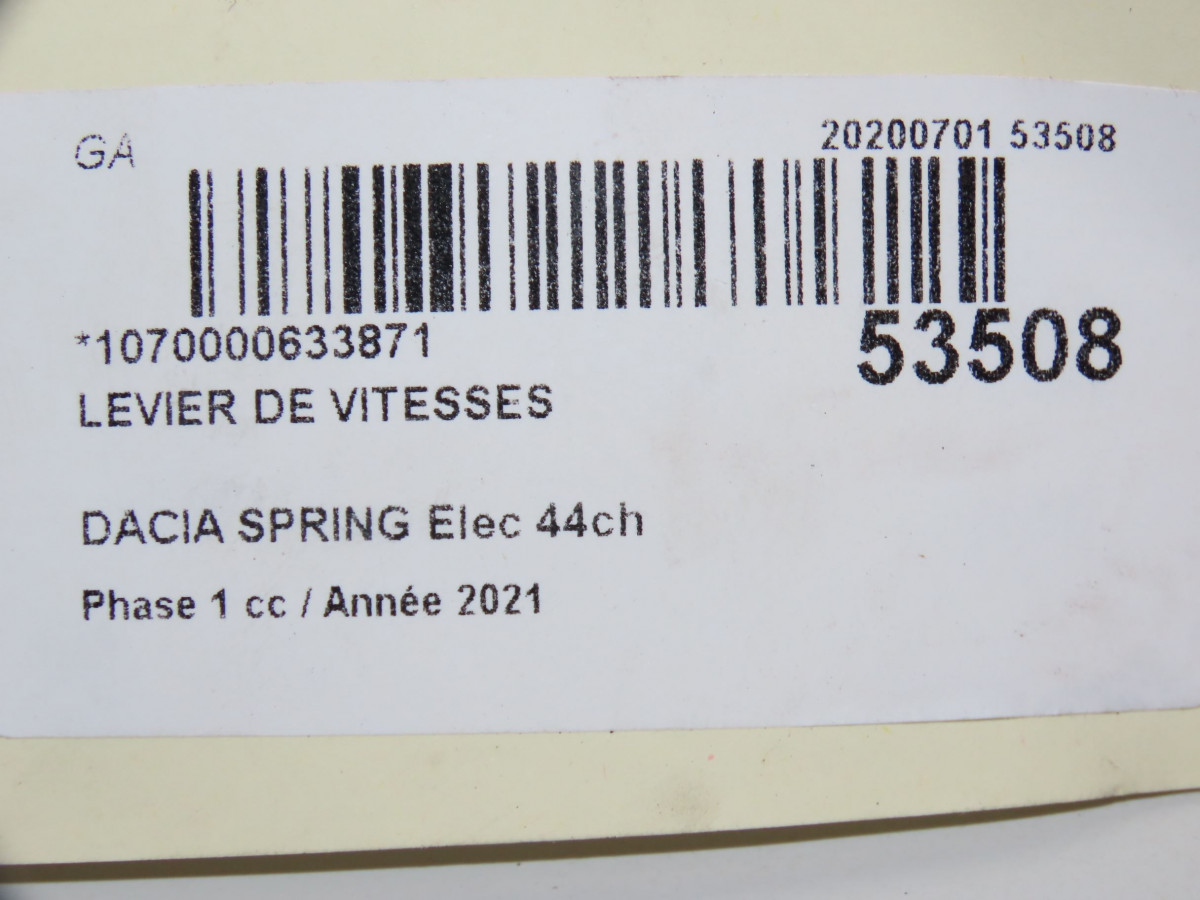 GA
20200701 53508
*1070000633871
53508
LEVIER DE VITESSES
DACIA SPRING Elec 44ch
Phase 1 cc / Année 2021